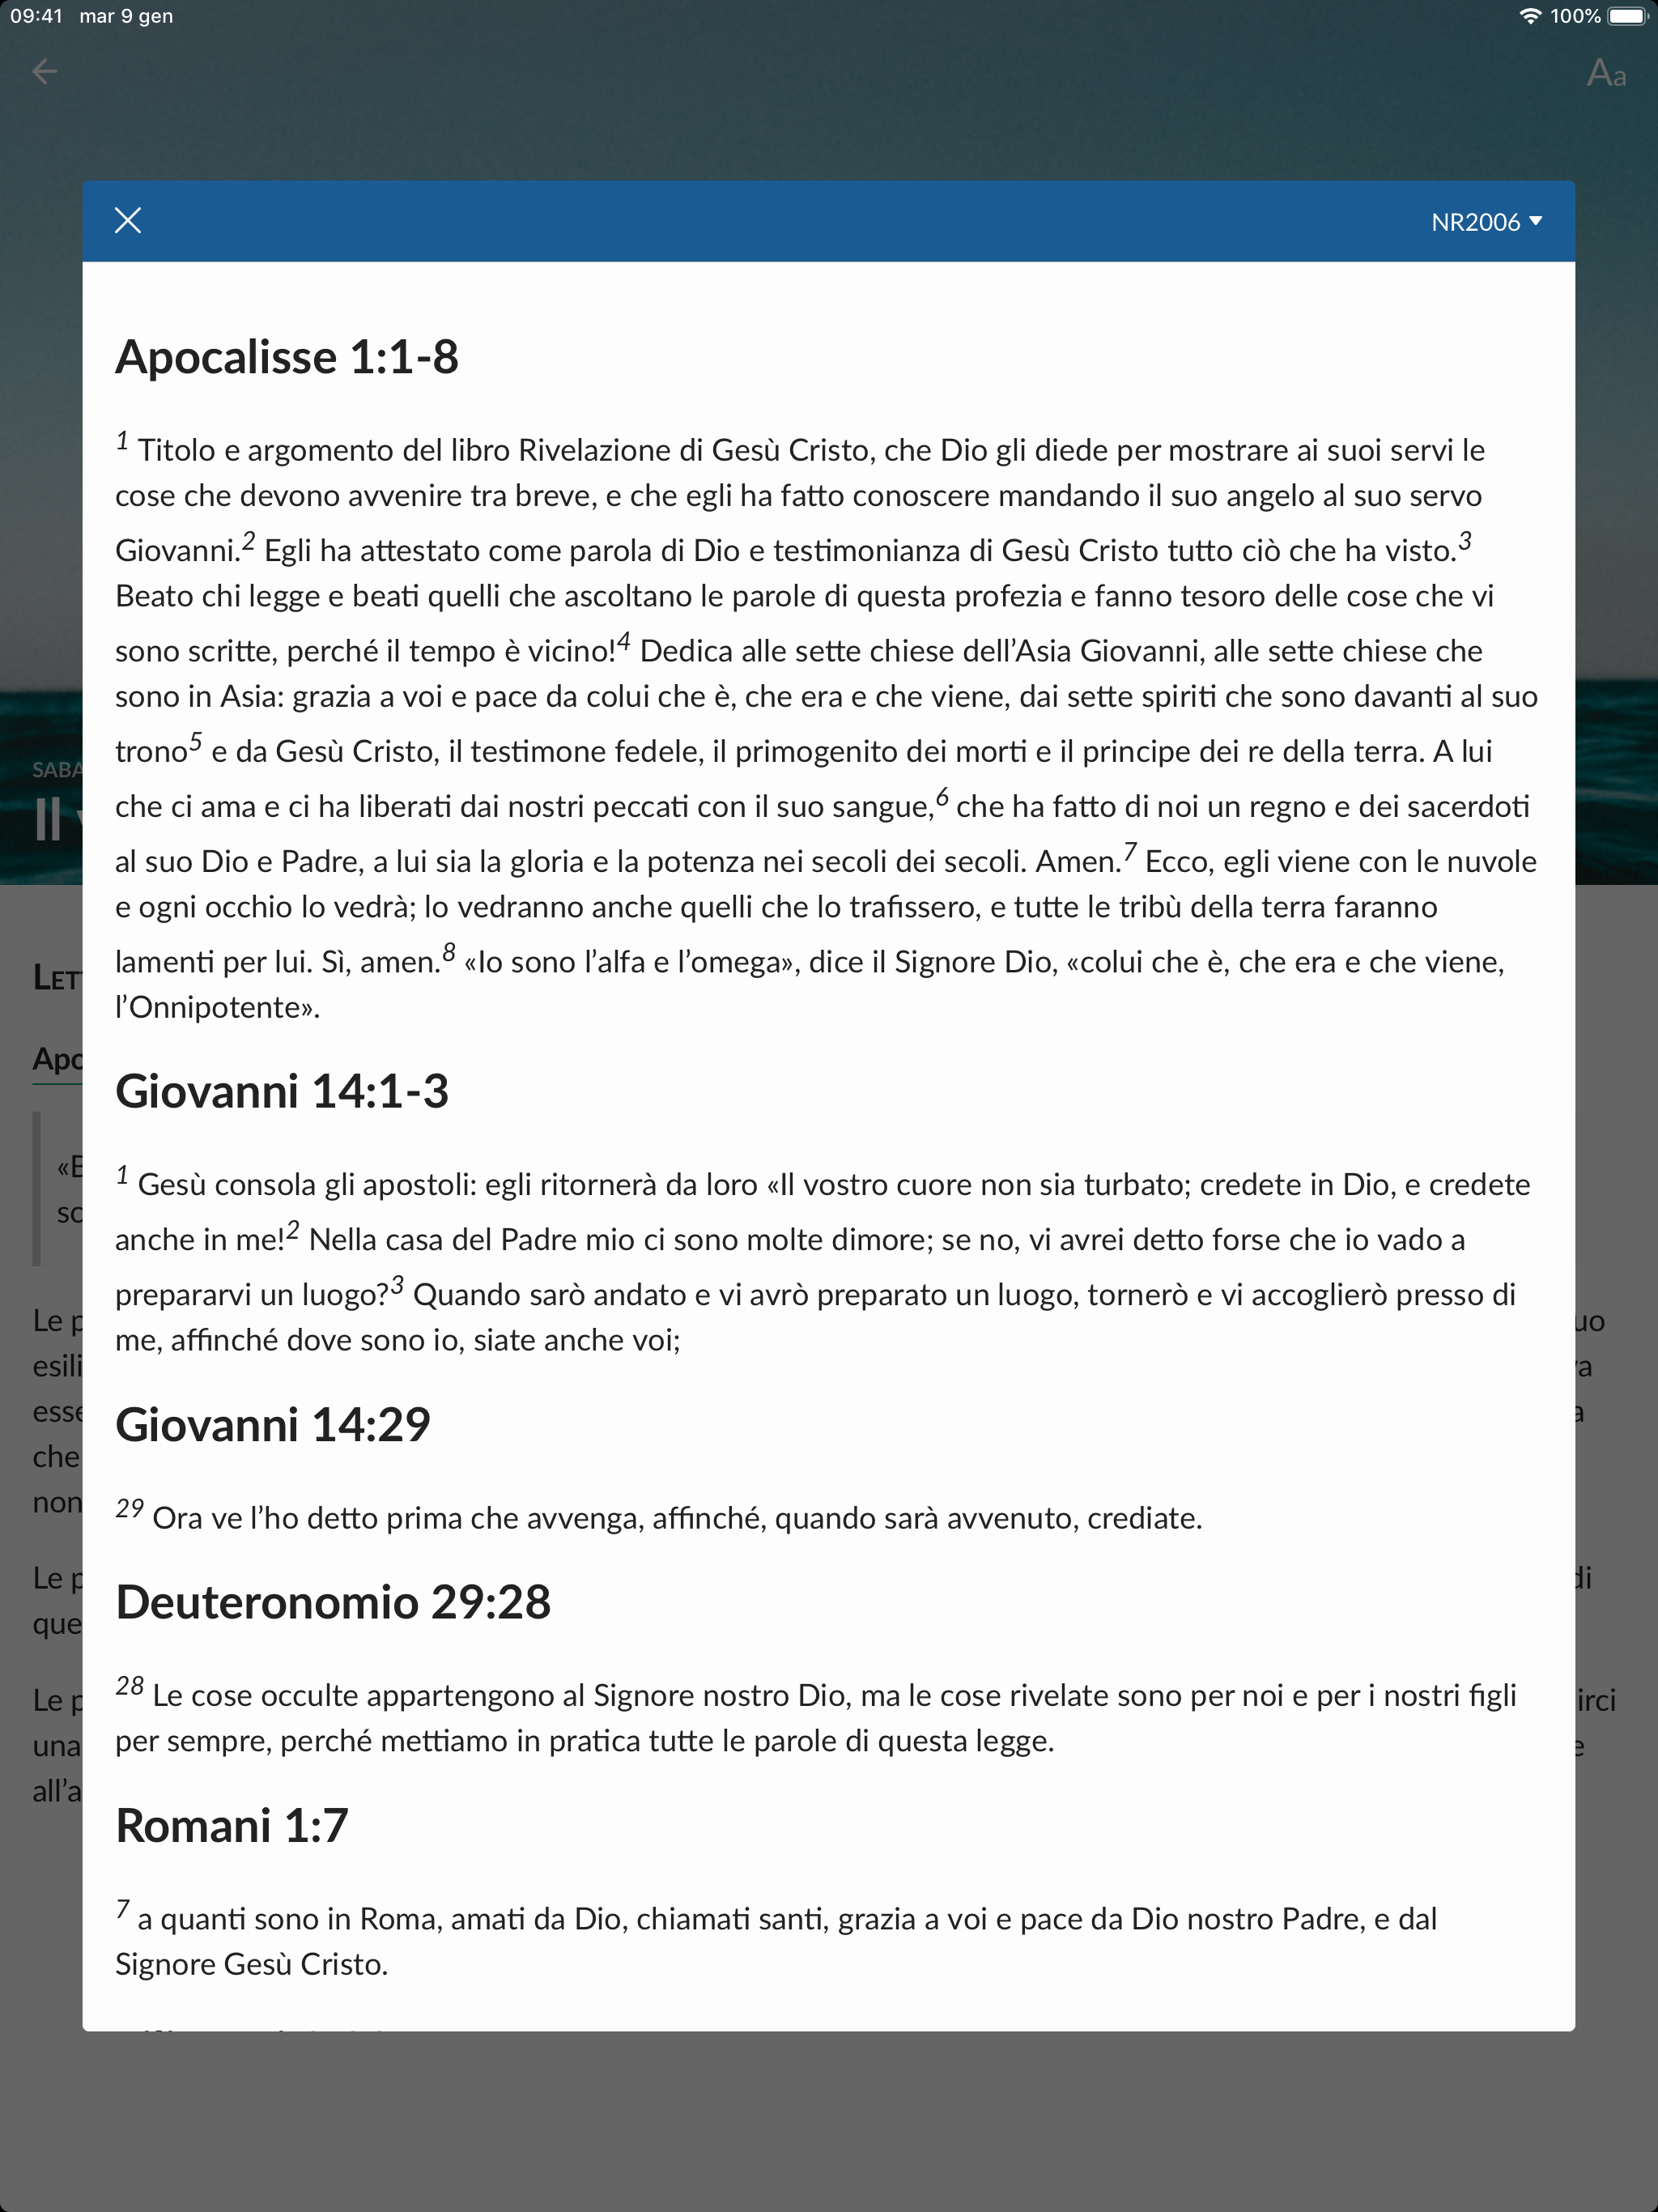 09:41 mar 9 gen 100%
Aa
NR2006
Apocalisse 1:1-8
1 Titolo e argomento del libro Rivelazione di Gesù Cristo, che Dio gli diede per mostrare ai suoi servi le
cose che devono avvenire tra breve, e che egli ha fatto conoscere mandando il suo angelo al suo servo
Giovanni.2 Egli ha attestato come parola di Dio e testimonianza di Gesù Cristo tutto ciò che ha visto.3
Beato chi legge e beati quelli che ascoltano le parole di questa profezia e fanno tesoro delle cose che vi
sono scritte, perché il tempo è vicino!4 Dedica alle sette chiese dell’Asia Giovanni, alle sette chiese che
sono in Asia: grazia a voi e pace da colui che è, che era e che viene, dai sette spiriti che sono davanti al suo
trono5 e da Gesù Cristo, il testimone fedele, il primogenito dei morti e il principe dei re della terra. A lui
che ci ama e ci ha liberati dai nostri peccati con il suo sangue,6 che ha fatto di noi un regno e dei sacerdoti
al suo Dio e Padre, a lui sia la gloria e la potenza nei secoli dei secoli. Amen.7 Ecco, egli viene con le nuvole
e ogni occhio lo vedrà; lo vedranno anche quelli che lo trafissero, e tutte le tribù della terra faranno
lamenti per lui. Sì, amen.8 «Io sono l’alfa e l’omega», dice il Signore Dio, «colui che è, che era e che viene,
l’Onnipotente».
Giovanni 14:1-3
1 Gesù consola gli apostoli: egli ritornerà da loro «Il vostro cuore non sia turbato; credete in Dio, e credete
anche in me!2 Nella casa del Padre mio ci sono molte dimore; se no, vi avrei detto forse che io vado a
prepararvi un luogo?3 Quando sarò andato e vi avrò preparato un luogo, tornerò e vi accoglierò presso di
me, affinché dove sono io, siate anche voi;
Giovanni 14:29
29 Ora ve l’ho detto prima che avvenga, affinché, quando sarà avvenuto, crediate.
Deuteronomio 29:28
28 Le cose occulte appartengono al Signore nostro Dio, ma le cose rivelate sono per noi e per i nostri figli
per sempre, perché mettiamo in pratica tutte le parole di questa legge.
Romani 1:7
7 a quanti sono in Roma, amati da Dio, chiamati santi, grazia a voi e pace da Dio nostro Padre, e dal
Signore Gesù Cristo.